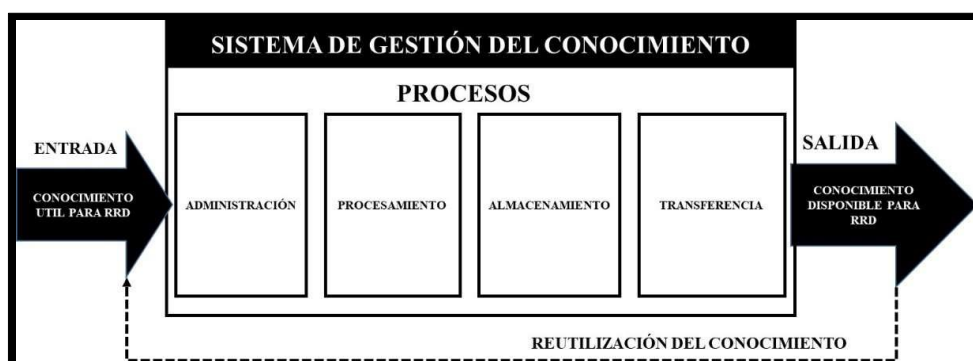 SISTEMA DE GESTIÓN DEL CONOCIMIENTO
PROCESOS
ENTRADA
CONOCIMIENTO
UTIL PARA RRD
ADMINISTRACIÓN
PROCESAMIENTO
ALMACENAMIENTO
TRANSFERENCIA
SALIDA
CONOCIMIENTO
DISPONIBLE PARA
RRD
REUTILIZACIÓN DEL CONOCIMIENTO